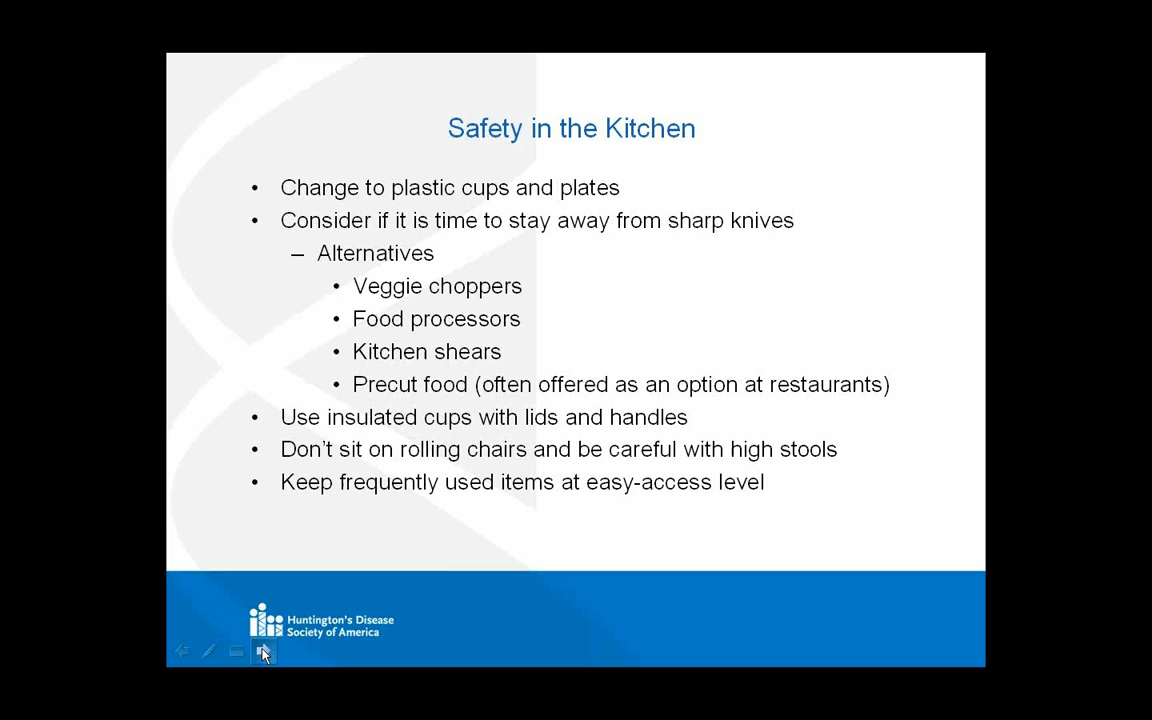 Safety in the Kitchen
• Change to plastic cups and plates
• Consider if it is time to stay away from sharp knives
– Alternatives
• Veggie choppers
• Food processors
• Kitchen shears
• Precut food (often offered as an option at restaurants)
• Use insulated cups with lids and handles
• Don’t sit on rolling chairs and be careful with high stools
• Keep frequently used items at easy-access level
Huntington’s Disease
Society of America